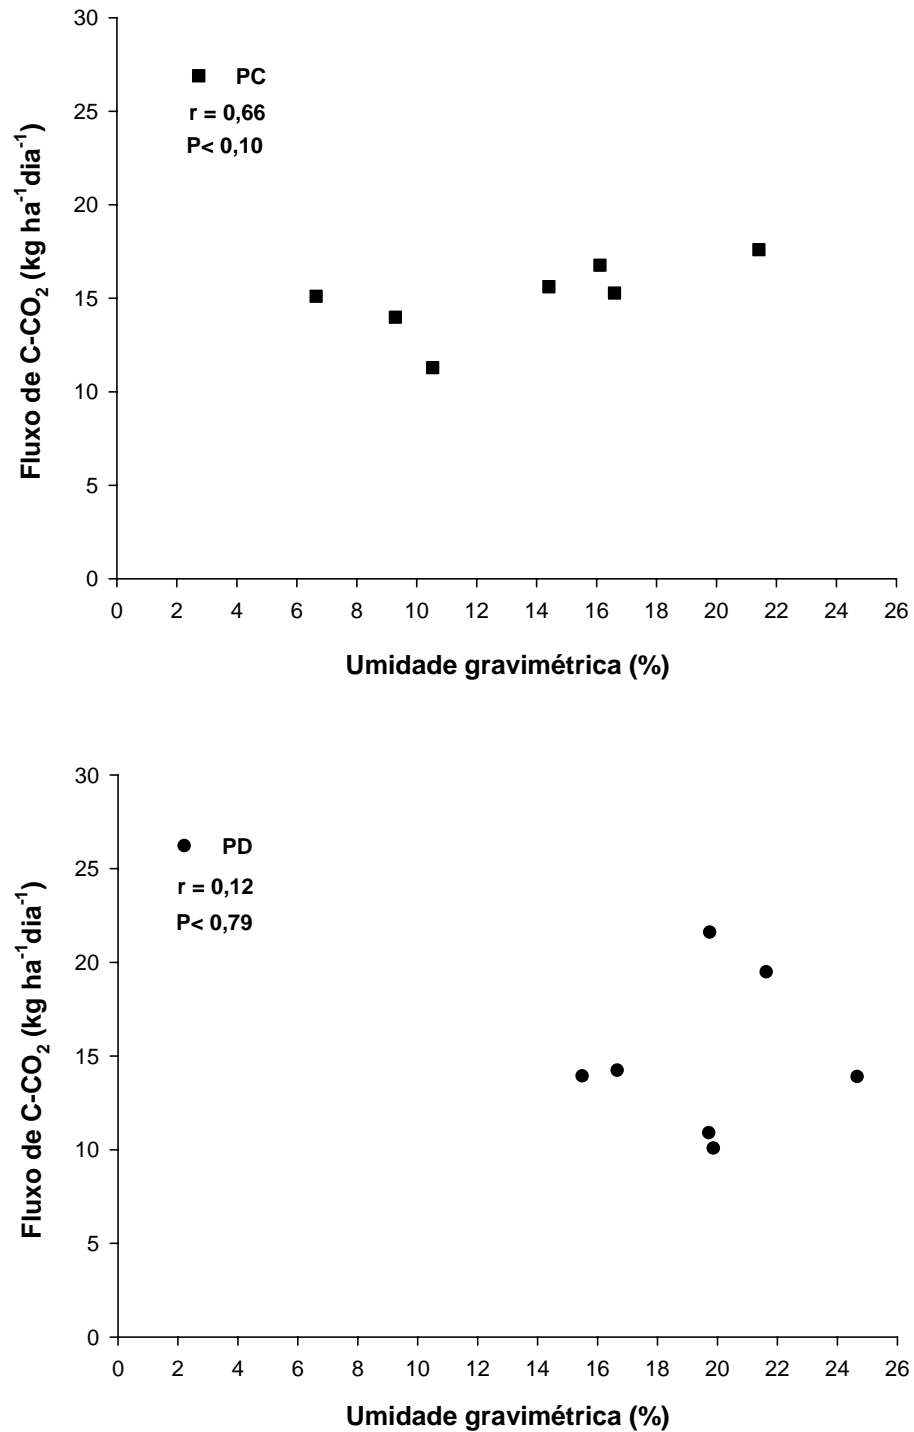 30
25
20
15
10
5
0
Fluxo de C-CO₂ (kg ha⁻¹dia⁻¹)
PC
r = 0,66
P< 0,10
0 2 4 6 8 10 12 14 16 18 20 22 24 26
Umidade gravimétrica (%)
30
25
20
15
10
5
0
Fluxo de C-CO₂ (kg ha⁻¹dia⁻¹)
PD
r = 0,12
P< 0,79
0 2 4 6 8 10 12 14 16 18 20 22 24 26
Umidade gravimétrica (%)